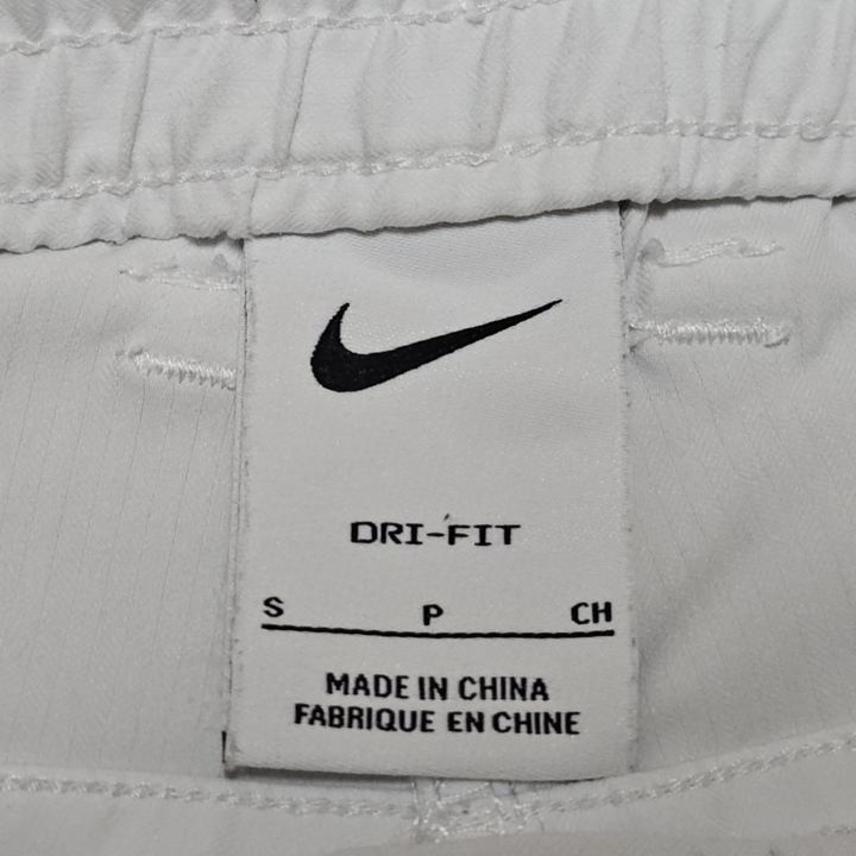 DRI-FIT
S P CH
MADE IN CHINA
FABRIQUE EN CHINE